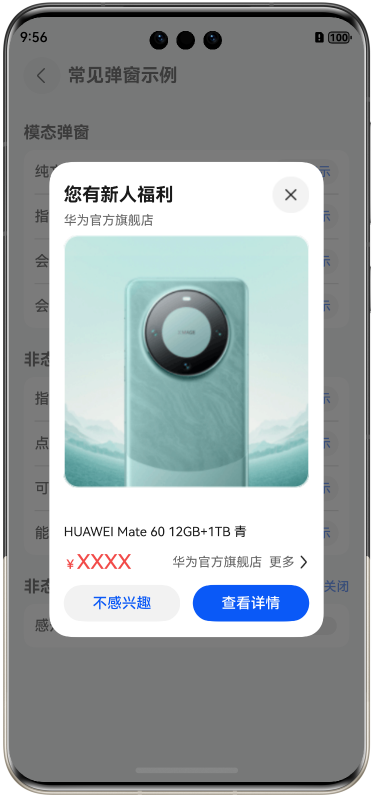 9:56
100
常见弹窗示例
模态弹窗
纯
示
您有新人福利
华为官方旗舰店
指
示
会
示
会
示
非
指
示
点
示
可
示
能
示
HUAWEI Mate 60 12GB+1TB 青
¥XXXX 华为官方旗舰店 更多
非
关闭
不感兴趣 查看详情
感